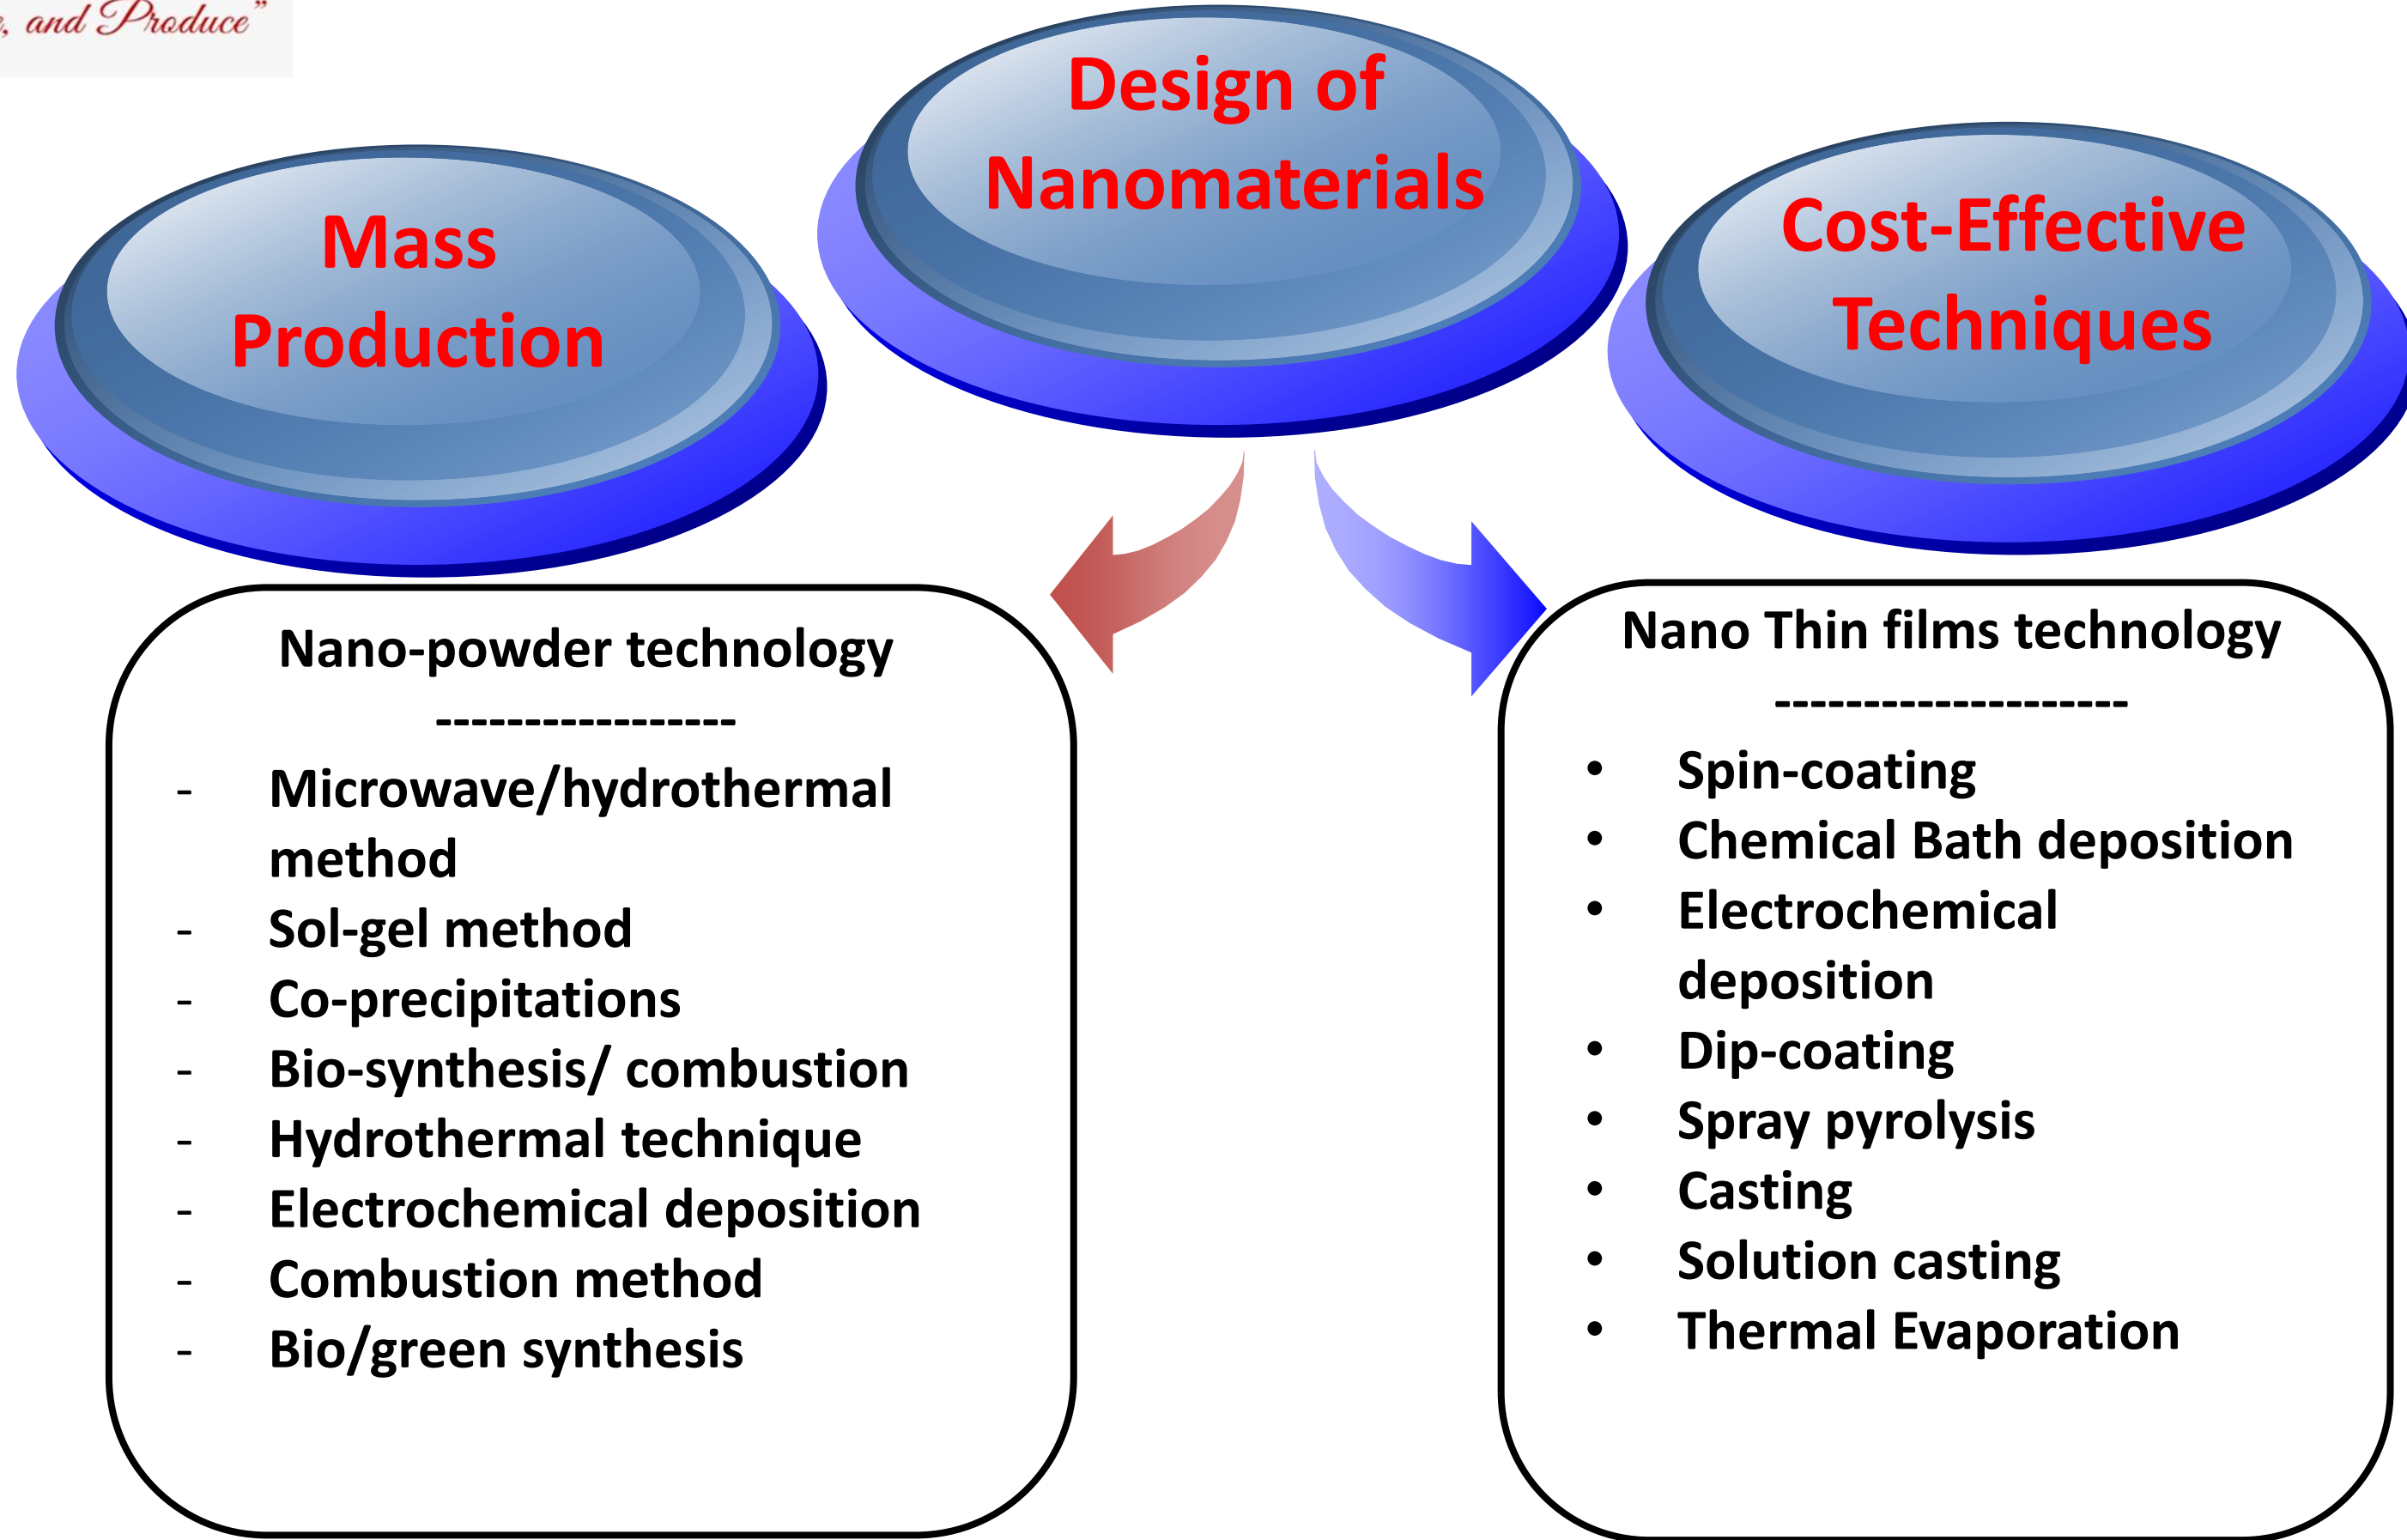 and Produce”
Design of
Nanomaterials
Mass
Production
Cost-Effective
Techniques
Nano-powder technology
-----------------
- Microwave/hydrothermal
method
- Sol-gel method
- Co-precipitations
- Bio-synthesis/ combustion
- Hydrothermal technique
- Electrochemical deposition
- Combustion method
- Bio/green synthesis
Nano Thin films technology
--------------------
• Spin-coating
• Chemical Bath deposition
• Electrochemical
deposition
• Dip-coating
• Spray pyrolysis
• Casting
• Solution casting
• Thermal Evaporation